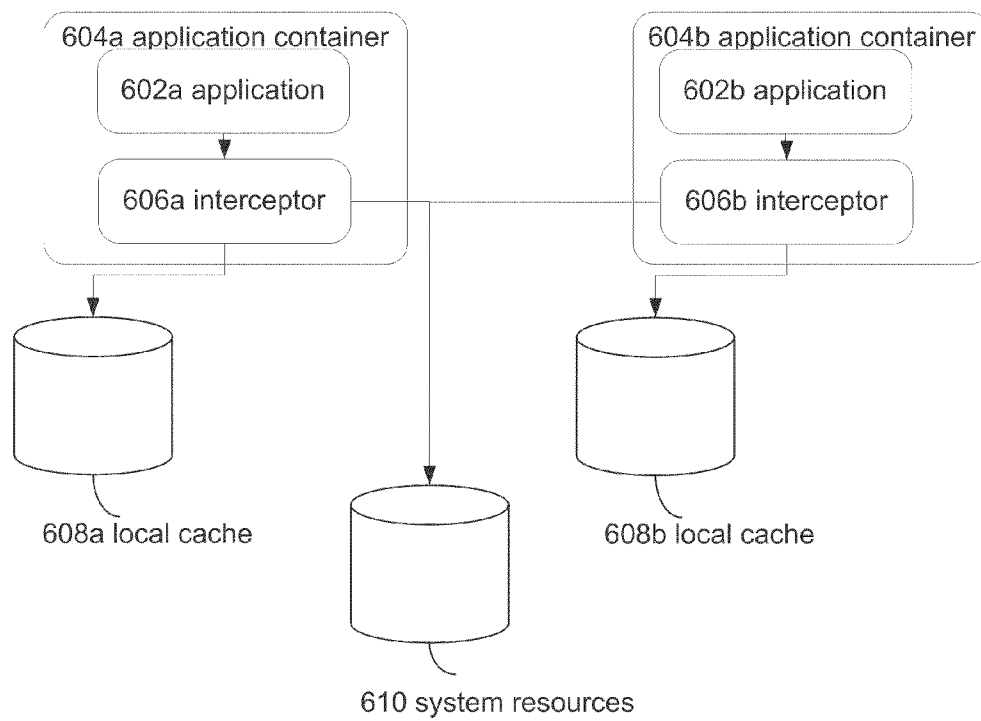 604a application container
602a application
606a interceptor
604b application container
602b application
606b interceptor
608a local cache
608b local cache
610 system resources